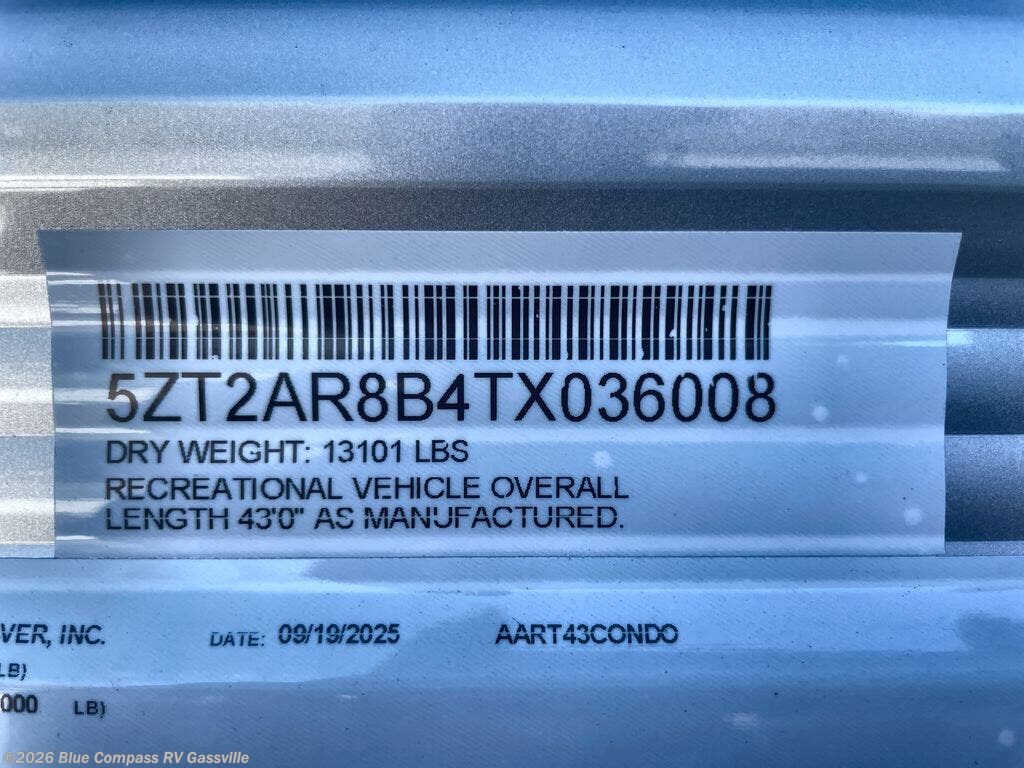 5ZT2AR8B4TX036008
DRY WEIGHT: 13101 LBS
RECREATIONAL VEHICLE OVERALL
LENGTH 43'0" AS MANUFACTURED.
VER, INC. DATE: 09/19/2025 AART43CONDO
LB)
000 LB)
©2026 Blue Compass RV Gassville